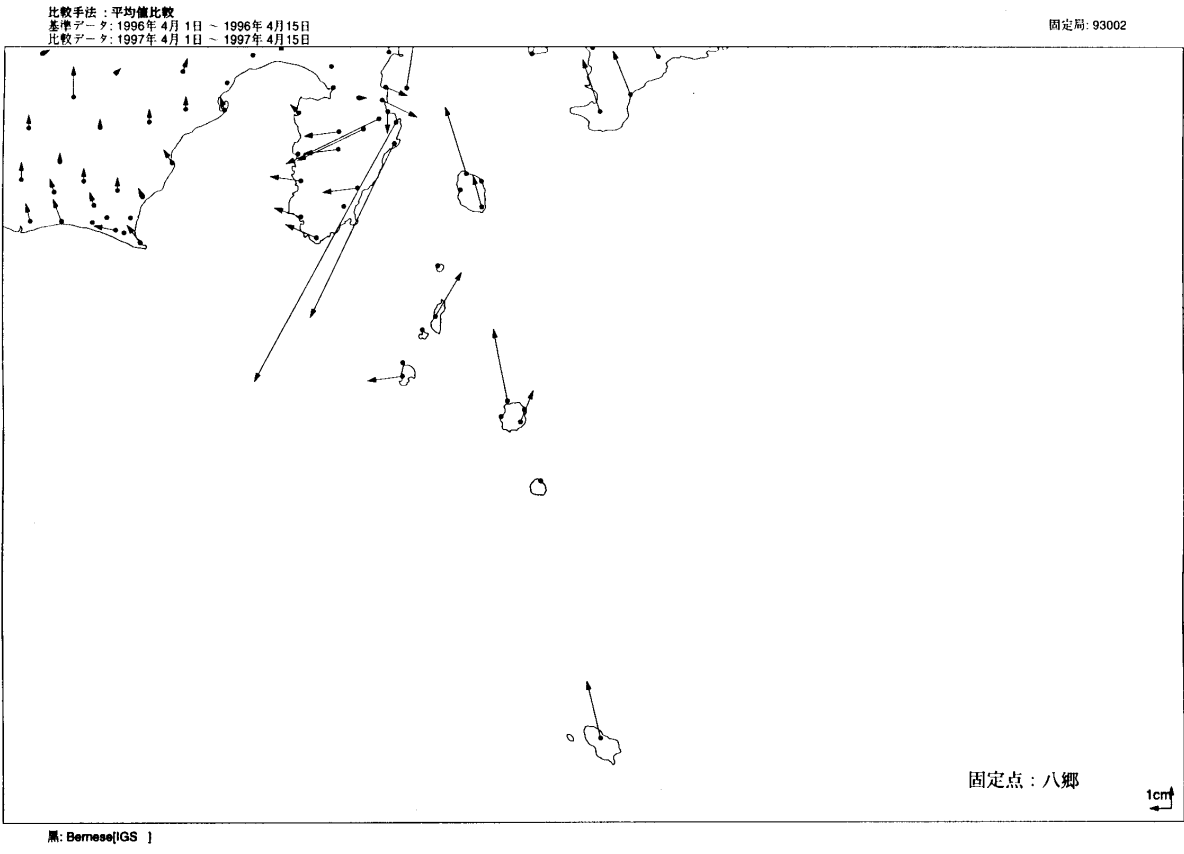 比較手法 : 平均値比較
基準データ: 1996年 4月 1日 ~ 1996年 4月15日
比較データ: 1997年 4月 1日 ~ 1997年 4月15日
固定局: 93002
固定点 : 八郷
1cm
黒: Bernese[IGS ]